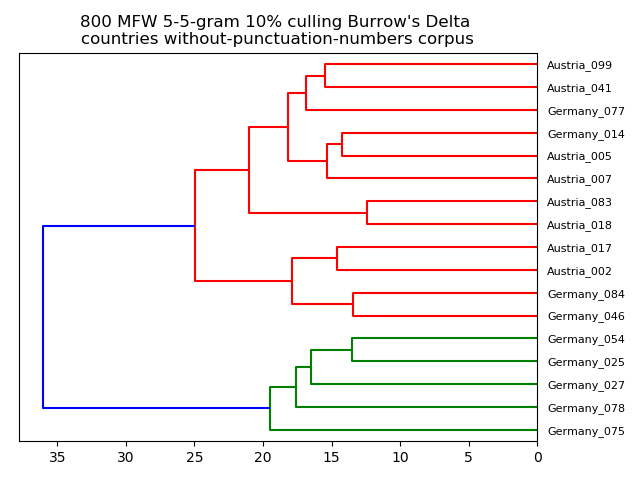 800 MFW 5-5-gram 10% culling Burrow's Delta
countries without-punctuation-numbers corpus
Austria_099
Austria_041
Germany_077
Germany_014
Austria_005
Austria_007
Austria_083
Austria_018
Austria_017
Austria_002
Germany_084
Germany_046
Germany_054
Germany_025
Germany_027
Germany_078
Germany_075
35 30 25 20 15 10 5 0